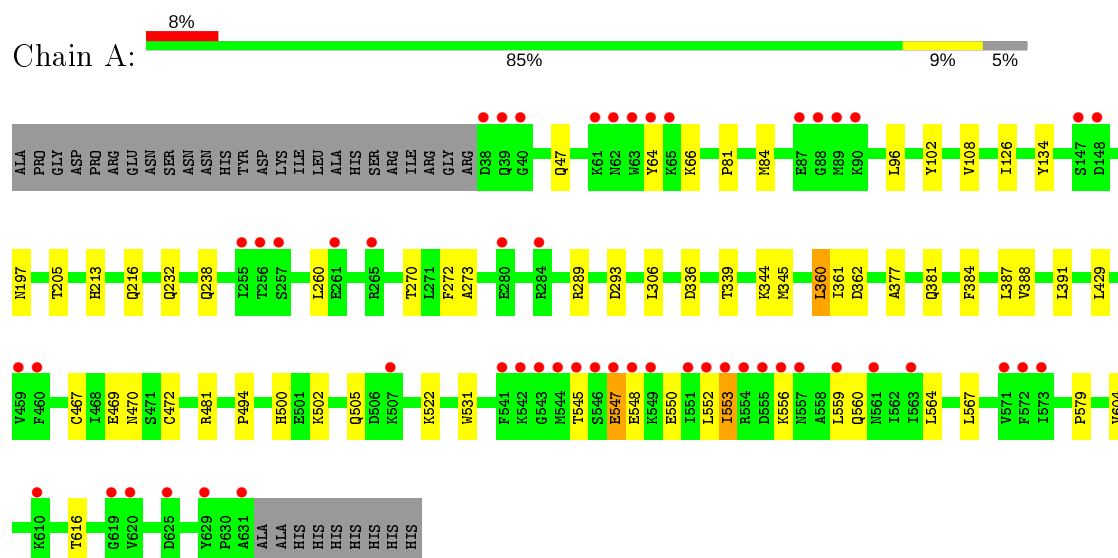 8%
Chain A:
85% 9% 5%
ALA PRO GLY ASP PRO ARG GLU ASN SER ASN ASN HIS TYR ASP LYS ILE LEU ALA HIS SER ARG ARG ILE ARG GLY ARG D38 Q39 G40 Q47 K61 N62 W63 Y64 K65 K66 P81 M84 E87 G88 M89 K90 L96 Y102 V108 I126 Y134 S147 D148
N197 T205 H213 Q216 Q232 Q238 I255 T256 S257 L260 E261 R265 T270 L271 F272 A273 E280 R284 R289 D293 L306 D336 T339 K344 M345 L360 I361 D362 A377 Q381 F384 L387 V388 L391 L429
V459 F460 C467 I468 E469 N470 S471 C472 R481 P494 H500 E501 K502 Q505 D506 K507 K522 W531 F541 K542 G543 M544 T545 S546 E547 E548 K549 E550 I551 L552 I553 R554 D555 K556 N557 A558 L559 Q560 N561 I562 I563 L564 L567 V571 F572 I573 P579 V604
K610 T616 G619 V620 D625 Y629 P630 A631 ALA ALA HIS HIS HIS HIS HIS HIS